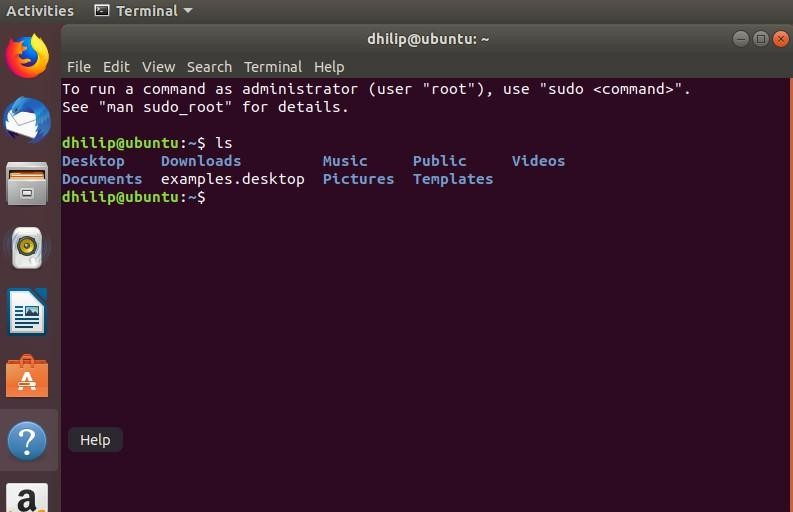 Activities Terminal
dhilip@ubuntu: ~
File Edit View Search Terminal Help
To run a command as administrator (user "root"), use "sudo <command>".
See "man sudo_root" for details.
dhilip@ubuntu:~$ ls
Desktop Downloads Music Public Videos
Documents examples.desktop Pictures Templates
dhilip@ubuntu:~$
A
?
Help
a